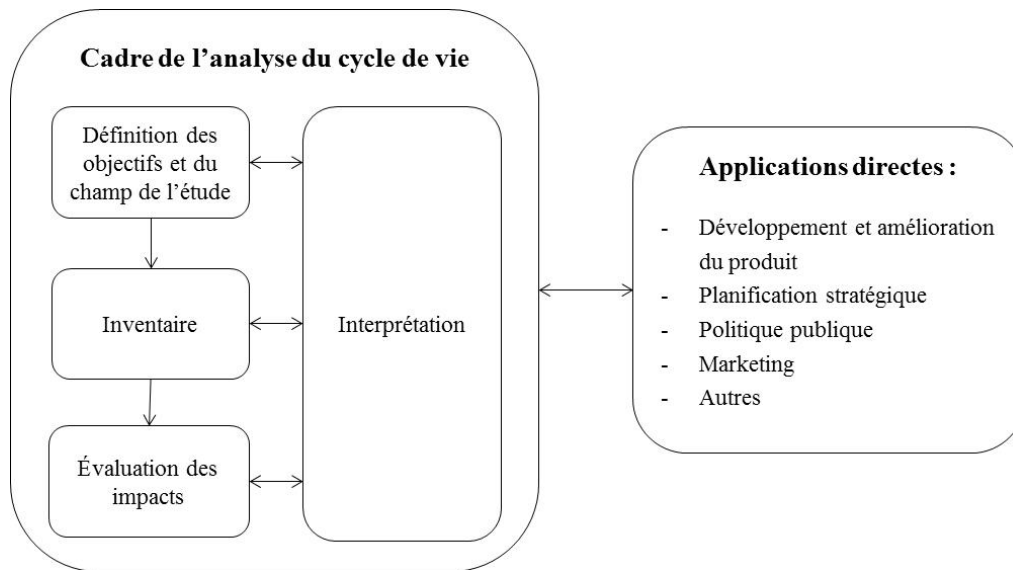 Cadre de l’analyse du cycle de vie
Définition des
objectifs et du
champ de l’étude
Inventaire
Évaluation des
impacts
Interprétation
Applications directes :
- Développement et amélioration
du produit
- Planification stratégique
- Politique publique
- Marketing
- Autres